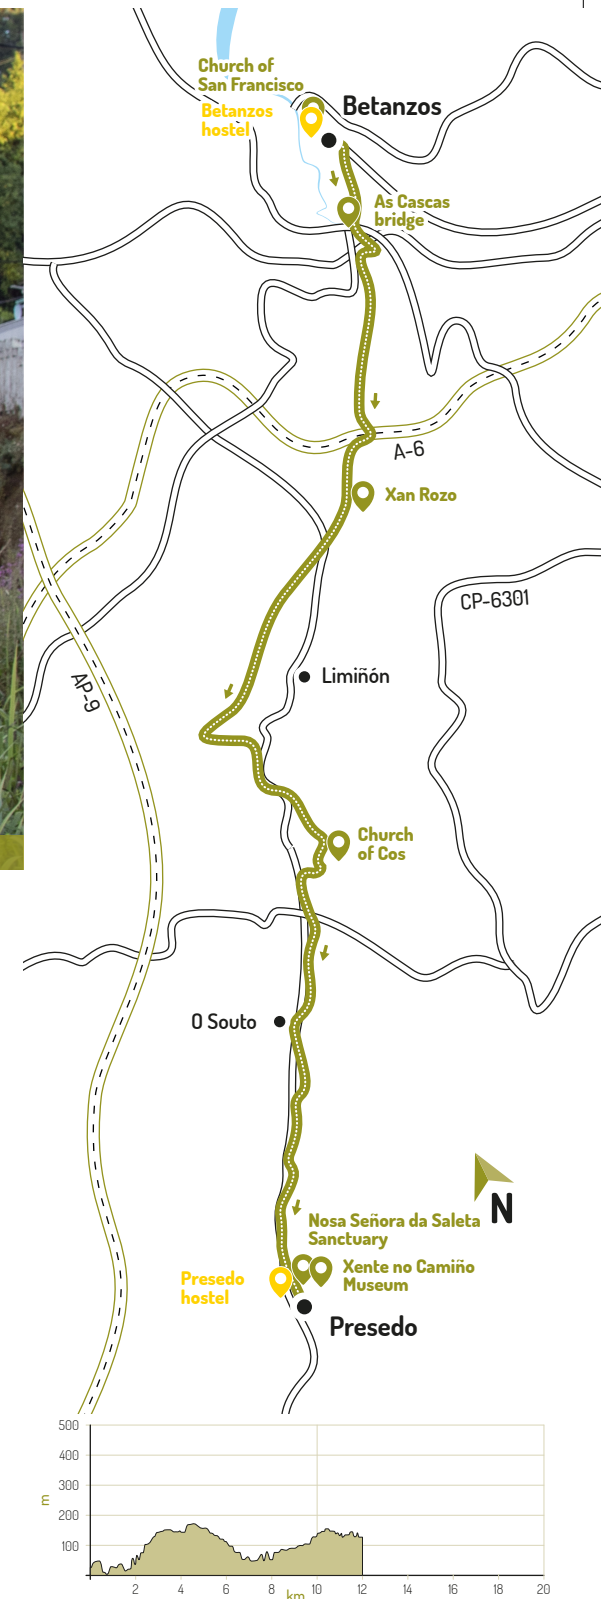 Church of
San Francisco
Betanzos
hostel
Betanzos
As Cascas
bridge
A-6
Xan Rozo
CP-6301
Limiñón
AP-9
Church
of Cos
O Souto
N
Nosa Señora da Saleta
Sanctuary
Xente no Camiño
Museum
Presedo
hostel
Presedo
500
400
300
200
100
m
2 4 6 8 10 12 14 16 18 20
km